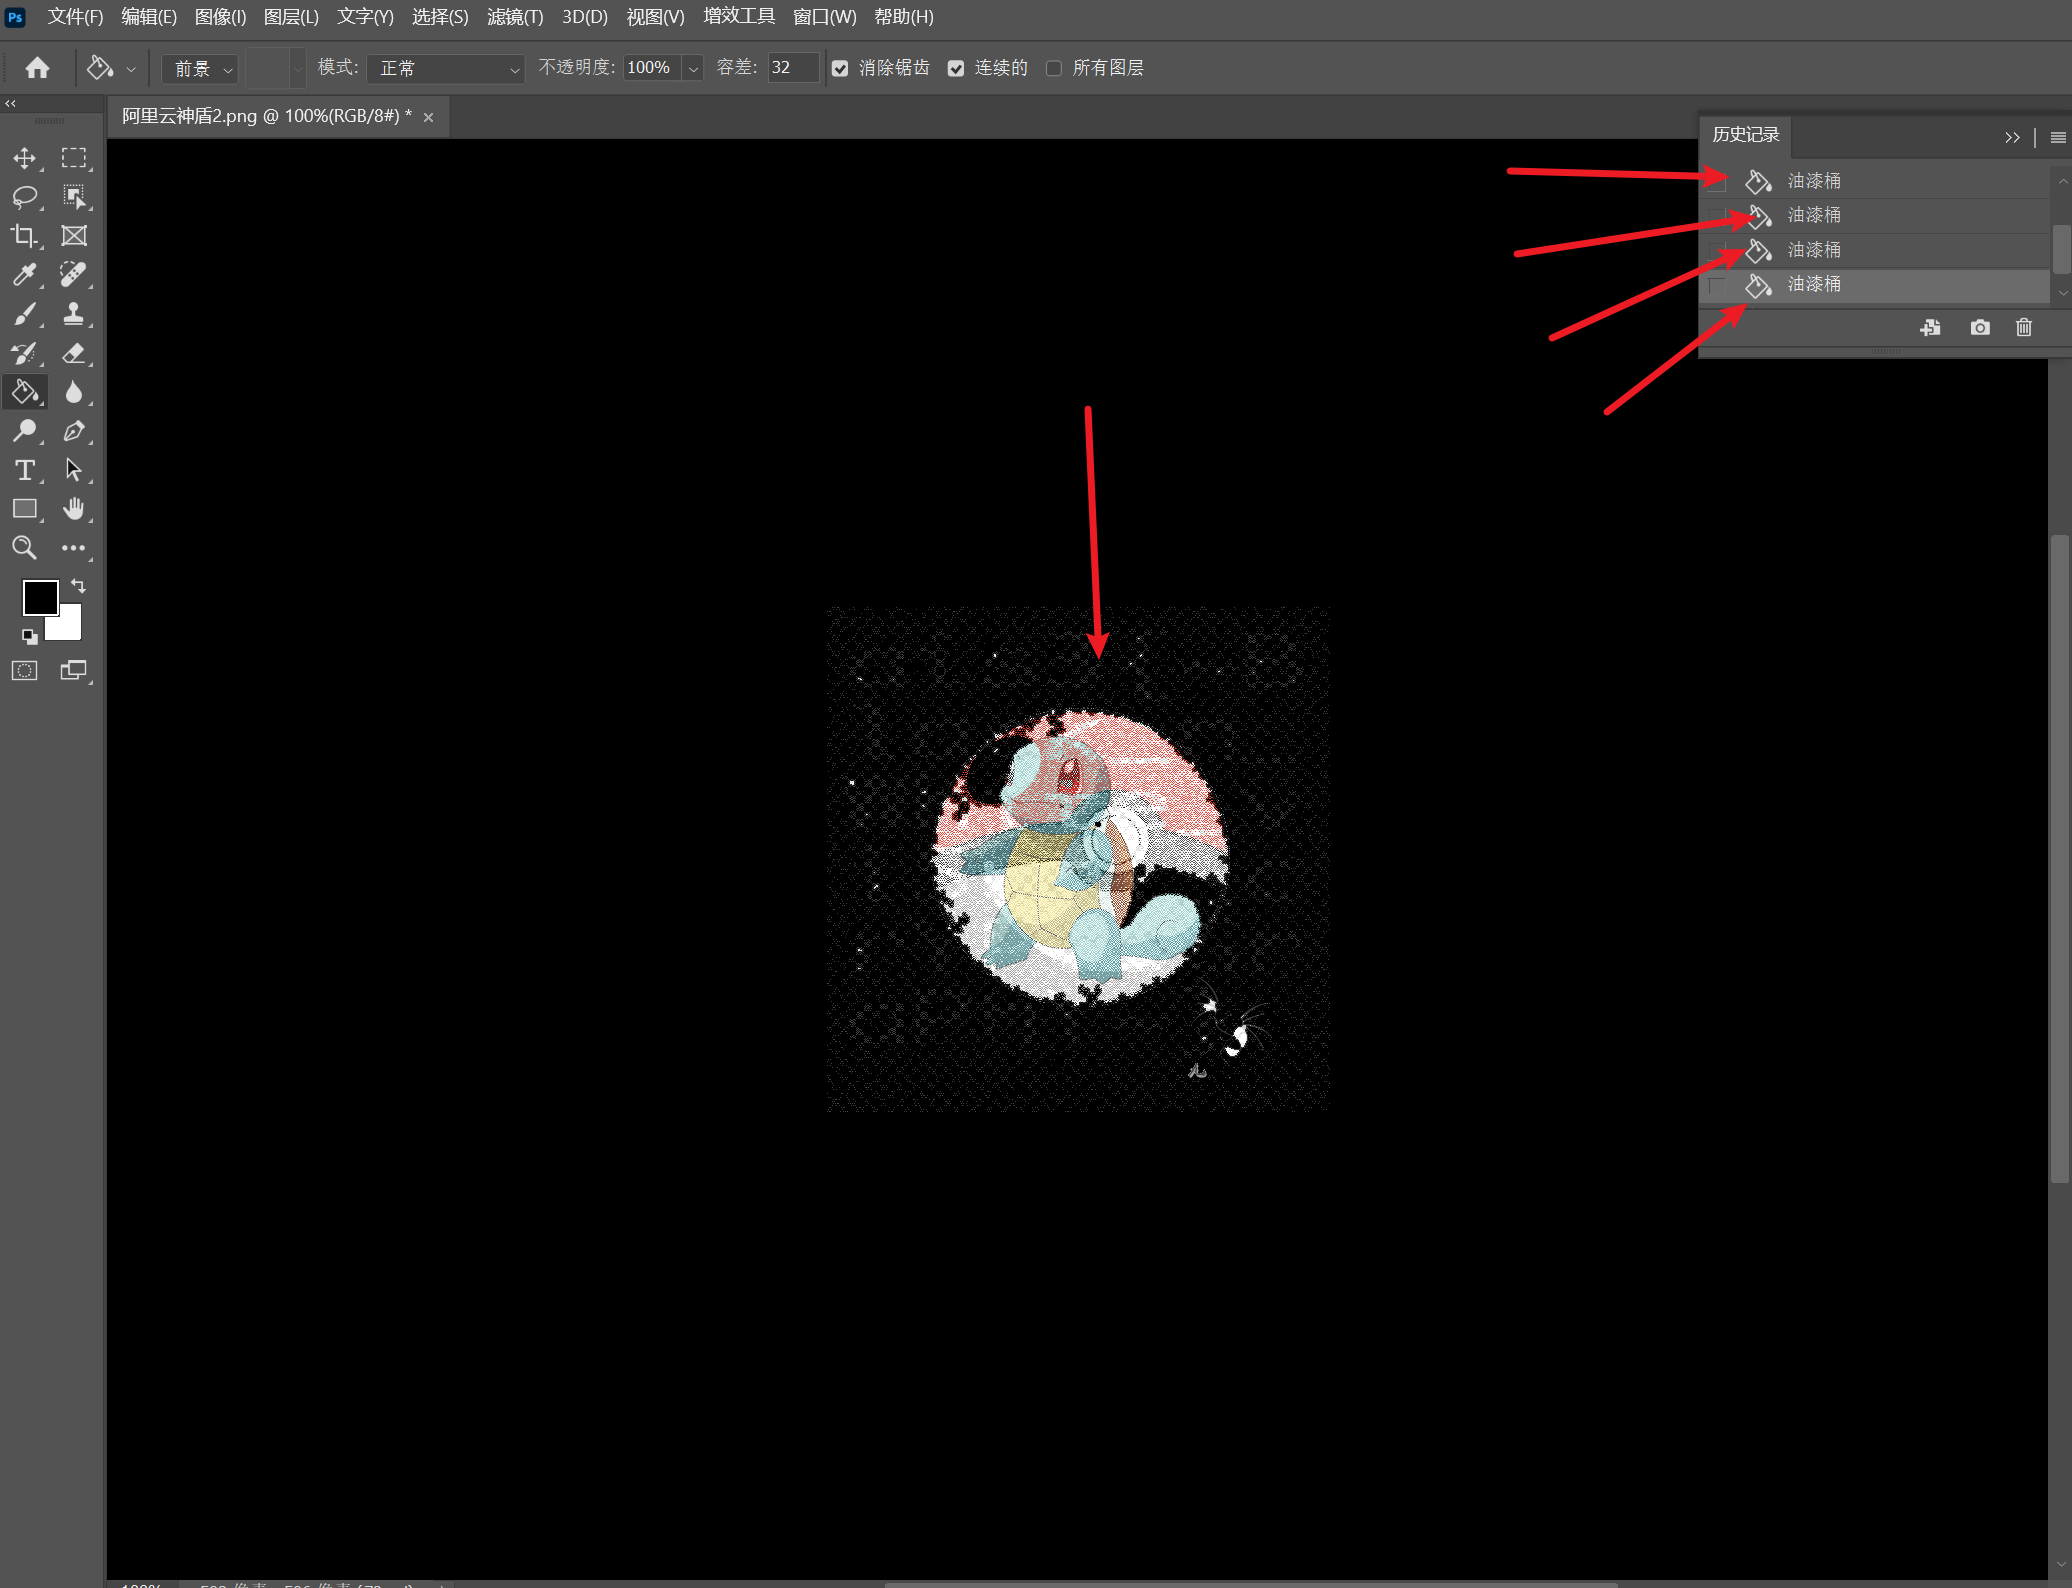 Ps 文件(F) 编辑(E) 图像(I) 图层(L) 文字(Y) 选择(S) 滤镜(T) 3D(D) 视图(V) 增效工具 窗口(W) 帮助(H)
前景 模式: 正常 不透明度: 100% 容差: 32 消除锯齿 连续的 所有图层
阿里云神盾2.png @ 100%(RGB/8#) * ×
历史记录
油漆桶
油漆桶
油漆桶
油漆桶